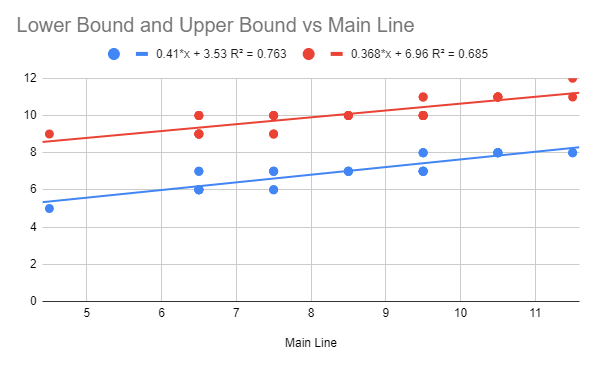 Lower Bound and Upper Bound vs Main Line
0.41*x + 3.53 R² = 0.763 0.368*x + 6.96 R² = 0.685
12
10
8
6
4
2
0
5 6 7 8 9 10 11
Main Line